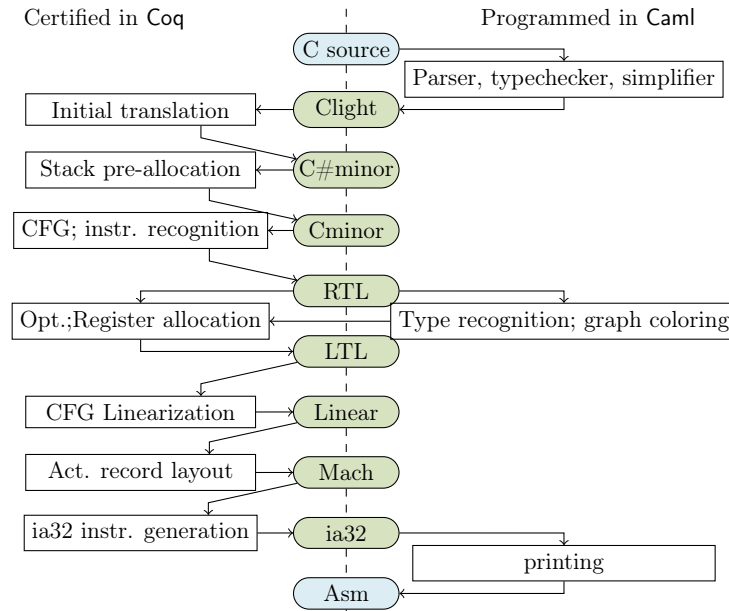 Certified in Coq
Programmed in Caml
C source
Parser, typechecker, simplifier
Initial translation
Clight
Stack pre-allocation
C#minor
CFG; instr. recognition
Cminor
RTL
Opt.;Register allocation
Type recognition; graph coloring
LTL
CFG Linearization
Linear
Act. record layout
Mach
ia32 instr. generation
ia32
printing
Asm